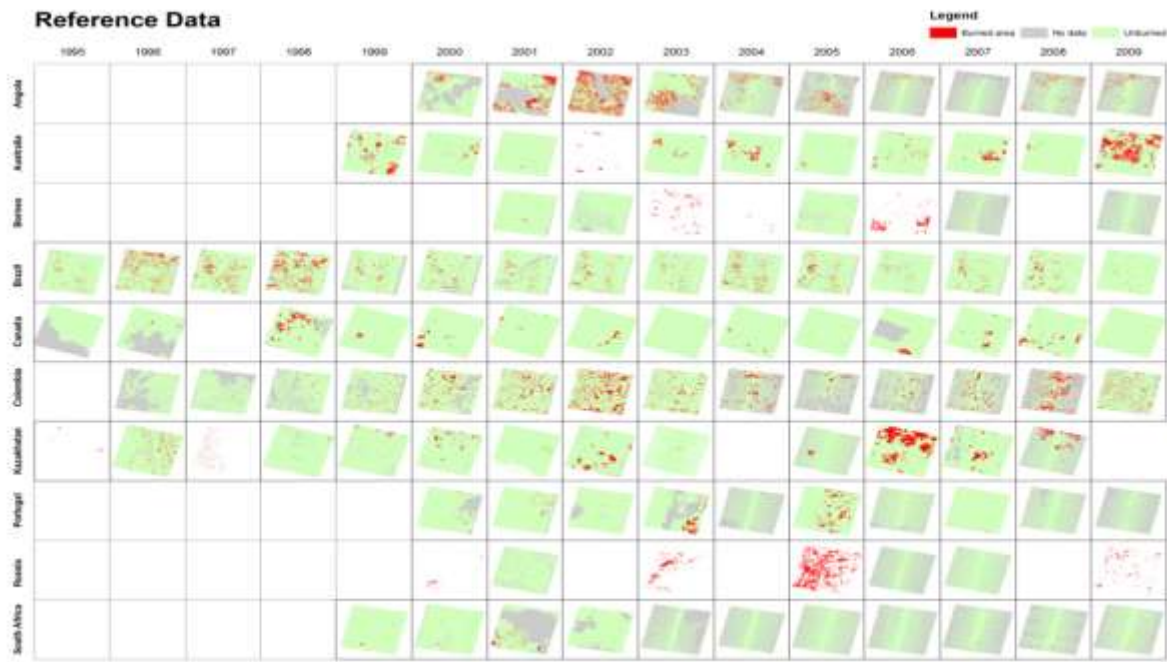 Reference Data
Legend
Burned area No data Unburned
1995 1996 1997 1998 1999 2000 2001 2002 2003 2004 2005 2006 2007 2008 2009
Angola
Australia
Borneo
Brazil
Canada
Colombia
Kazakhstan
Portugal
Russia
South Africa